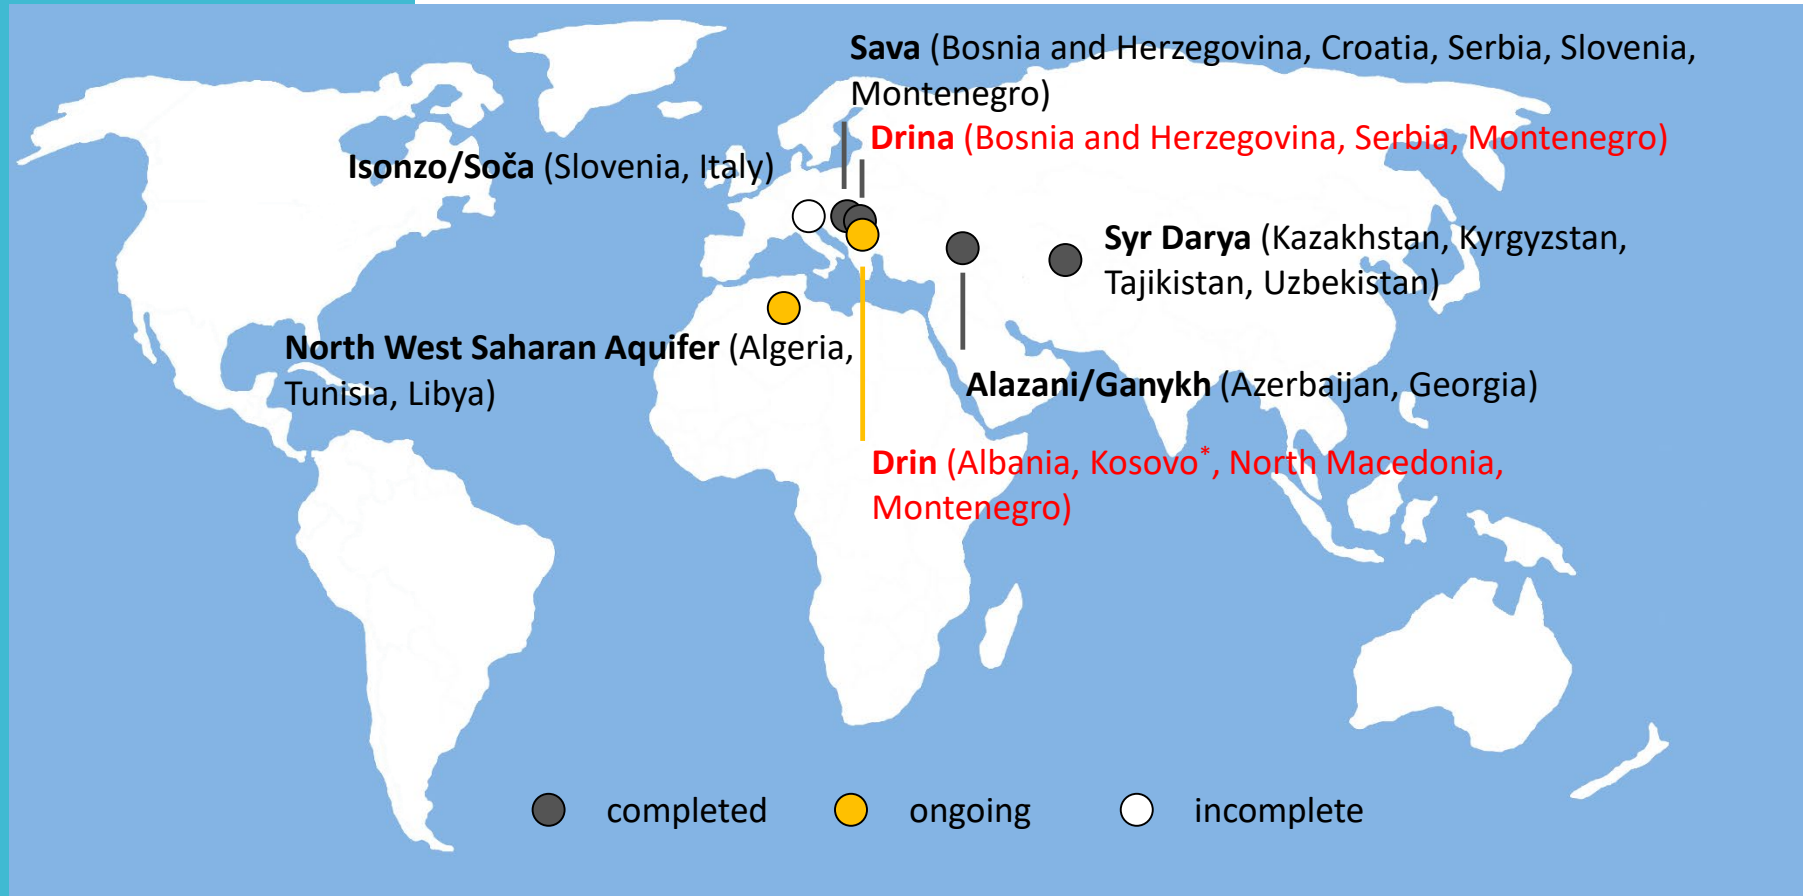 Sava (Bosnia and Herzegovina, Croatia, Serbia, Slovenia,
Montenegro)
Drina (Bosnia and Herzegovina, Serbia, Montenegro)
Isonzo/Soča (Slovenia, Italy)
Syr Darya (Kazakhstan, Kyrgyzstan,
Tajikistan, Uzbekistan)
North West Saharan Aquifer (Algeria,
Tunisia, Libya)
Alazani/Ganykh (Azerbaijan, Georgia)
Drin (Albania, Kosovo*, North Macedonia,
Montenegro)
completed
ongoing
incomplete